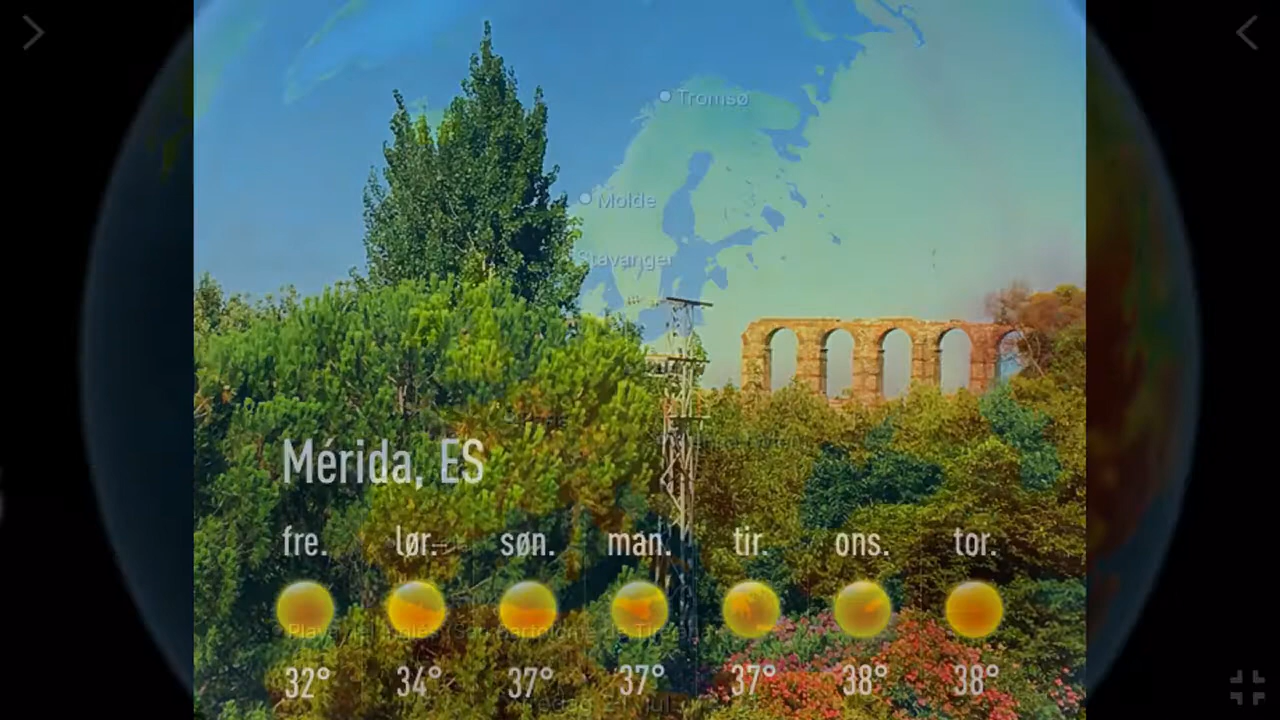 Tromsø
Molde
Stavanger
Mérida, ES
fre. lør. søn. man. tir. ons. tor.
32° 34° 37° 37° 37° 38° 38°